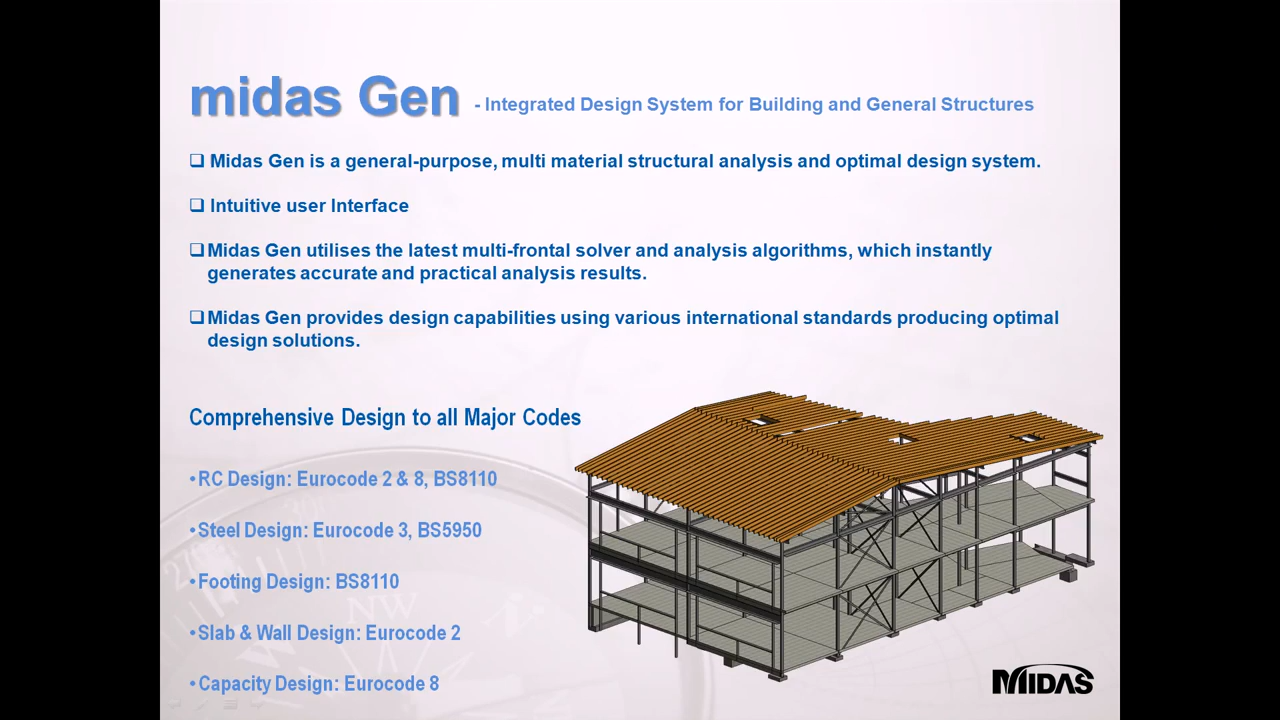 midas Gen - Integrated Design System for Building and General Structures
❑ Midas Gen is a general-purpose, multi material structural analysis and optimal design system.
❑ Intuitive user Interface
❑ Midas Gen utilises the latest multi-frontal solver and analysis algorithms, which instantly
generates accurate and practical analysis results.
❑ Midas Gen provides design capabilities using various international standards producing optimal
design solutions.
Comprehensive Design to all Major Codes
•RC Design: Eurocode 2 & 8, BS8110
•Steel Design: Eurocode 3, BS5950
•Footing Design: BS8110
•Slab & Wall Design: Eurocode 2
•Capacity Design: Eurocode 8
NW
MIDAS